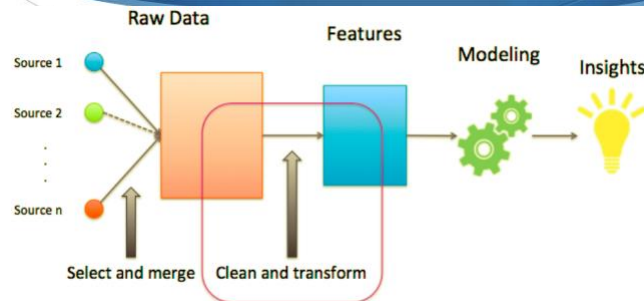 Raw Data
Features
Modeling
Insights
Source 1
Source 2
.
.
.
Source n
Select and merge
Clean and transform